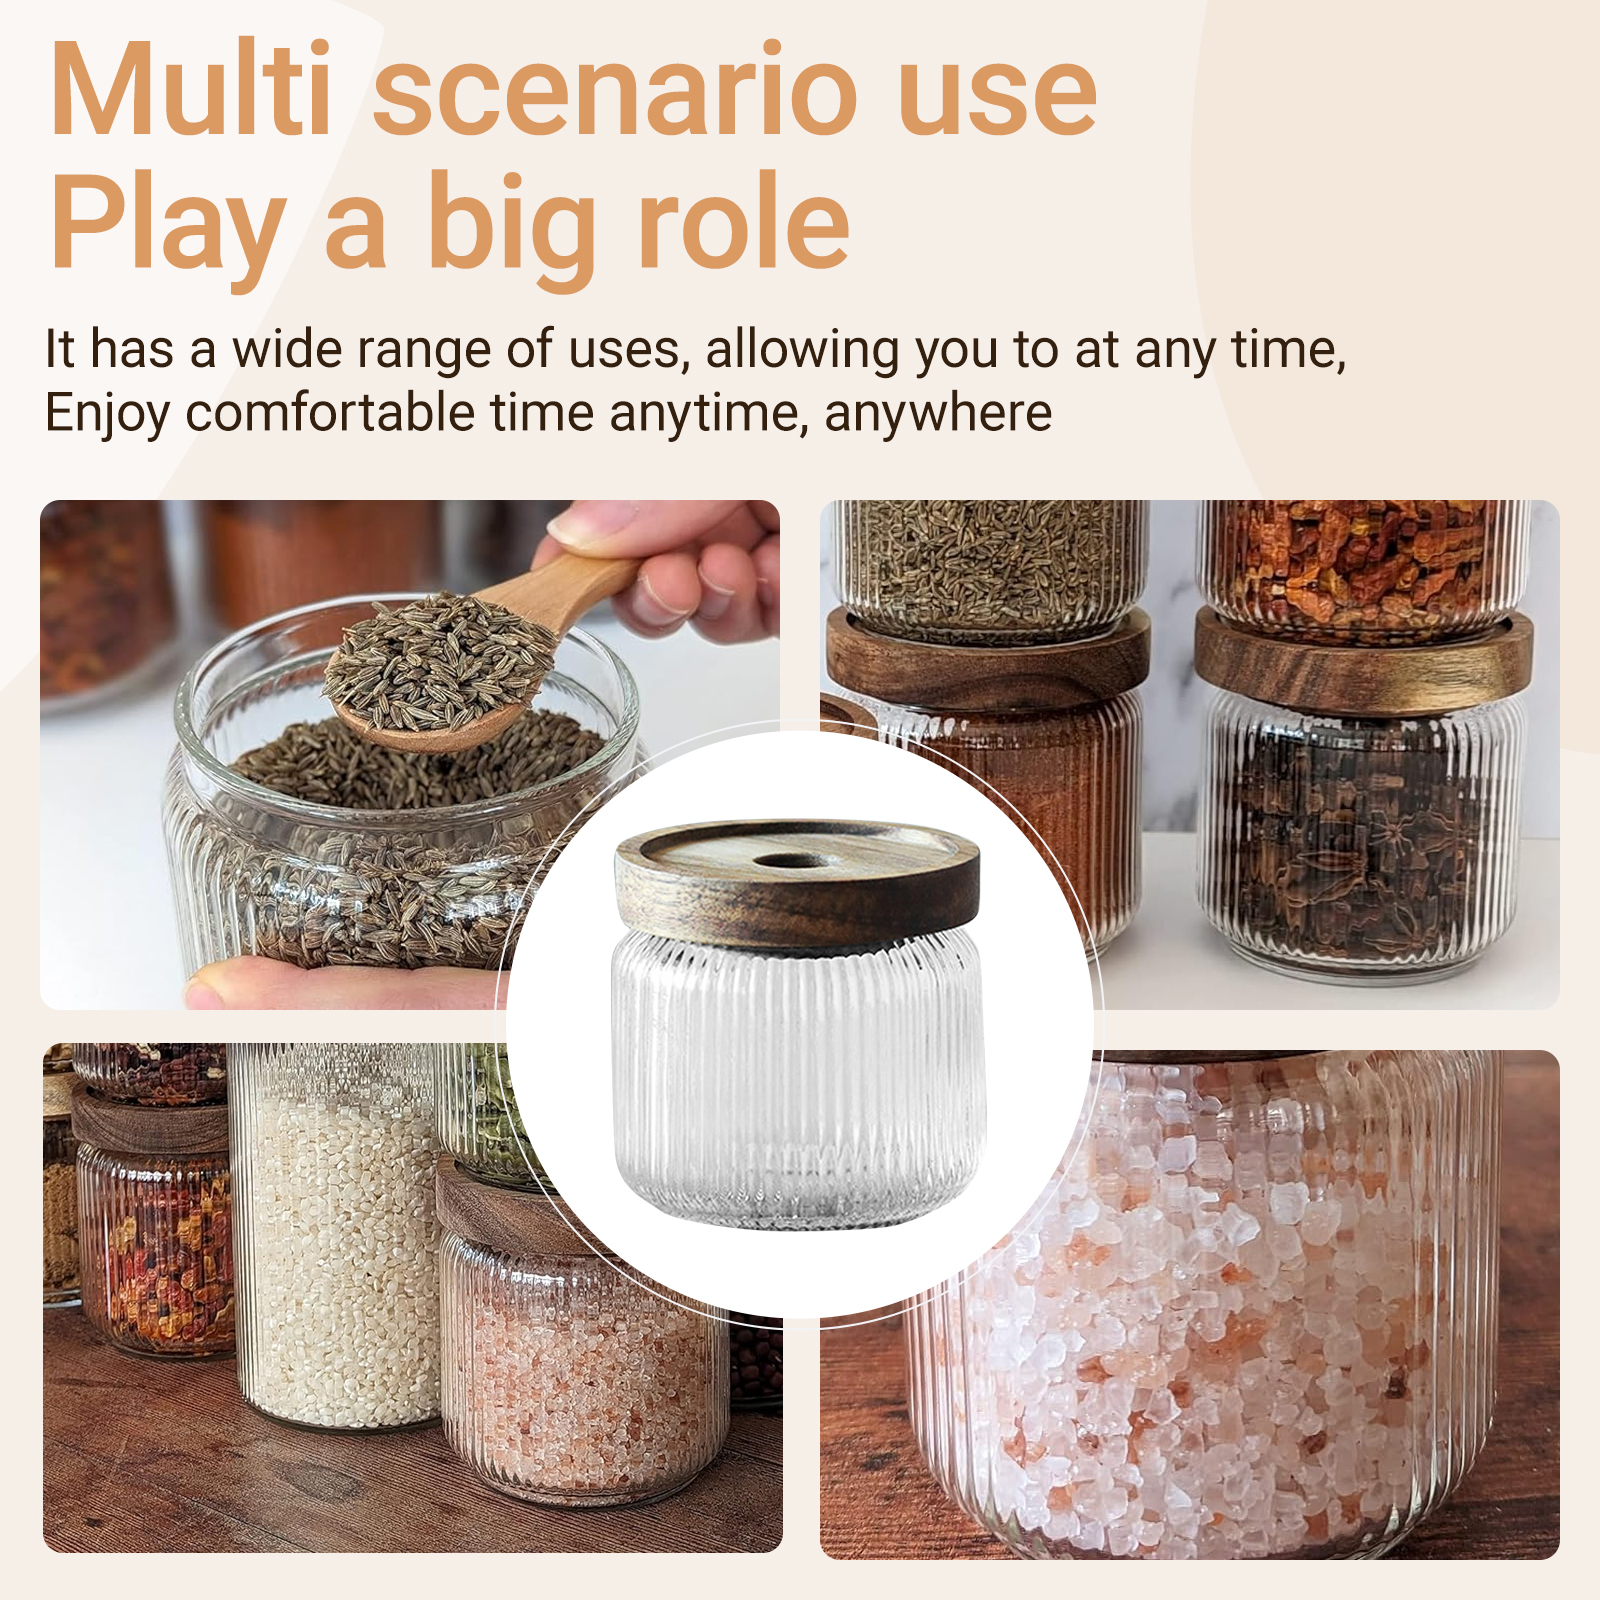 Multi scenario use
Play a big role
It has a wide range of uses, allowing you to at any time,
Enjoy comfortable time anytime, anywhere